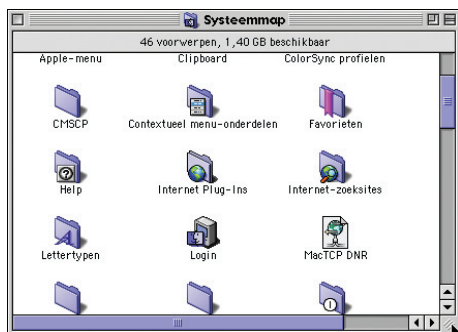 Systeemmap
46 voorwerpen, 1,40 GB beschikbaar
Apple-menu Clipboard ColorSync profielen
CMSCP Contextueel menu-onderdelen Favorieten
Help Internet Plug-Ins Internet-zoeksites
Lettertypen Login MacTCP DNR